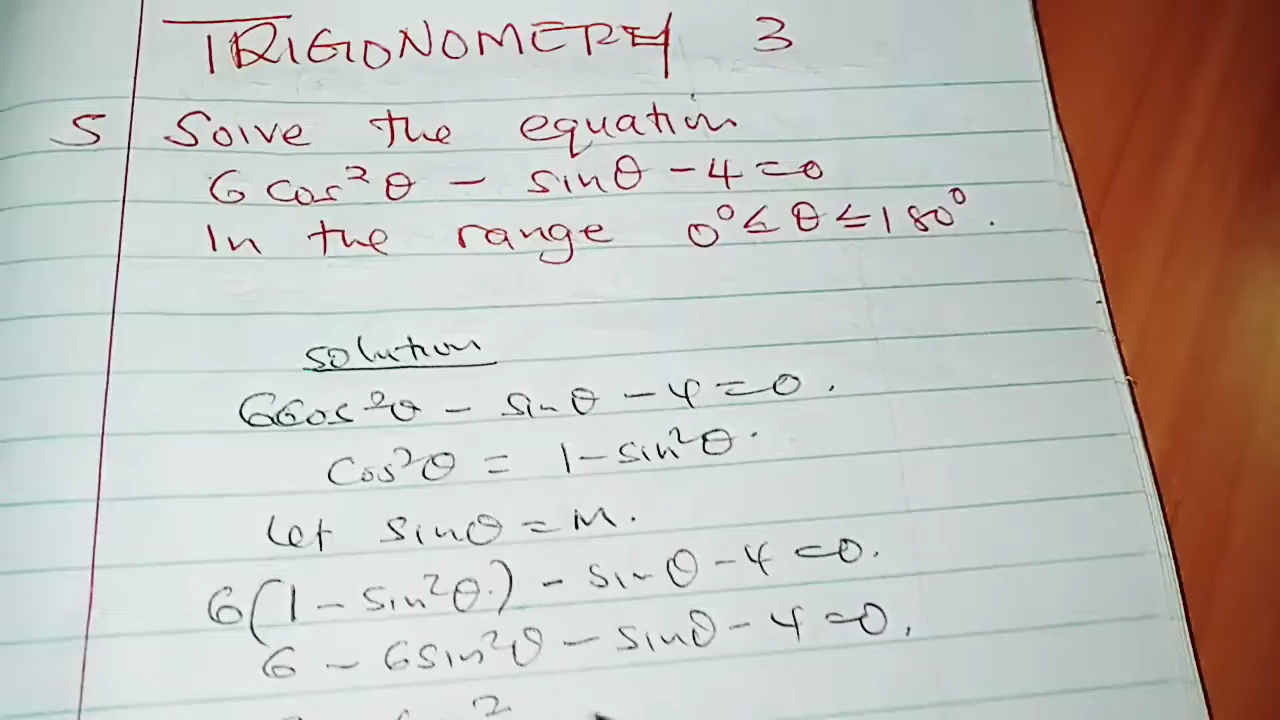 TRIGONOMETRY 3
5 Solve the equation
6 cos²θ - sinθ - 4 = 0
In the range 0° ≤ θ ≤ 180°.
solution
6cos²θ - sinθ - 4 = 0.
Cos²θ = 1 - sin²θ.
Let sinθ = M.
6(1 - sin²θ.) - sinθ - 4 = 0.
6 - 6sin²θ - sinθ - 4 = 0.
2